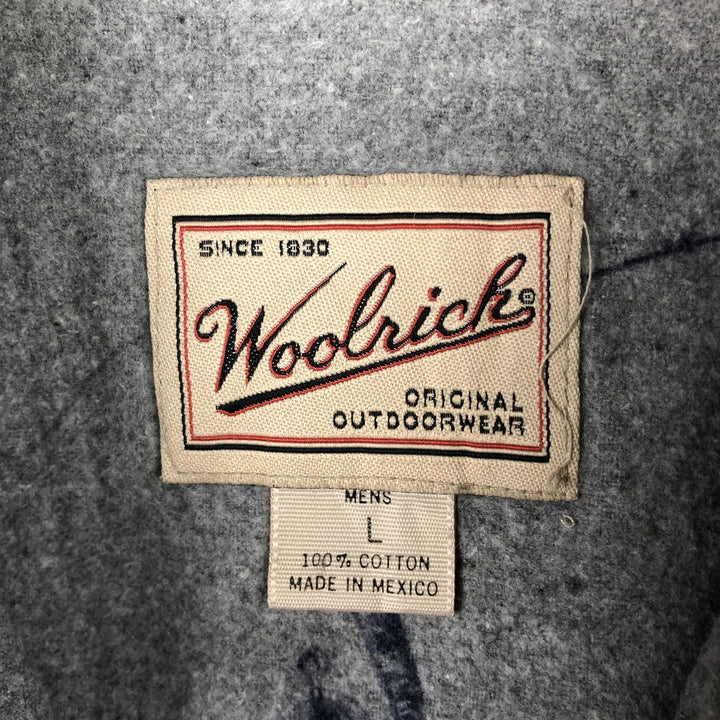 SINCE 1830
Woolrich®
ORIGINAL
OUTDOORWEAR
MENS
L
100% COTTON
MADE IN MEXICO